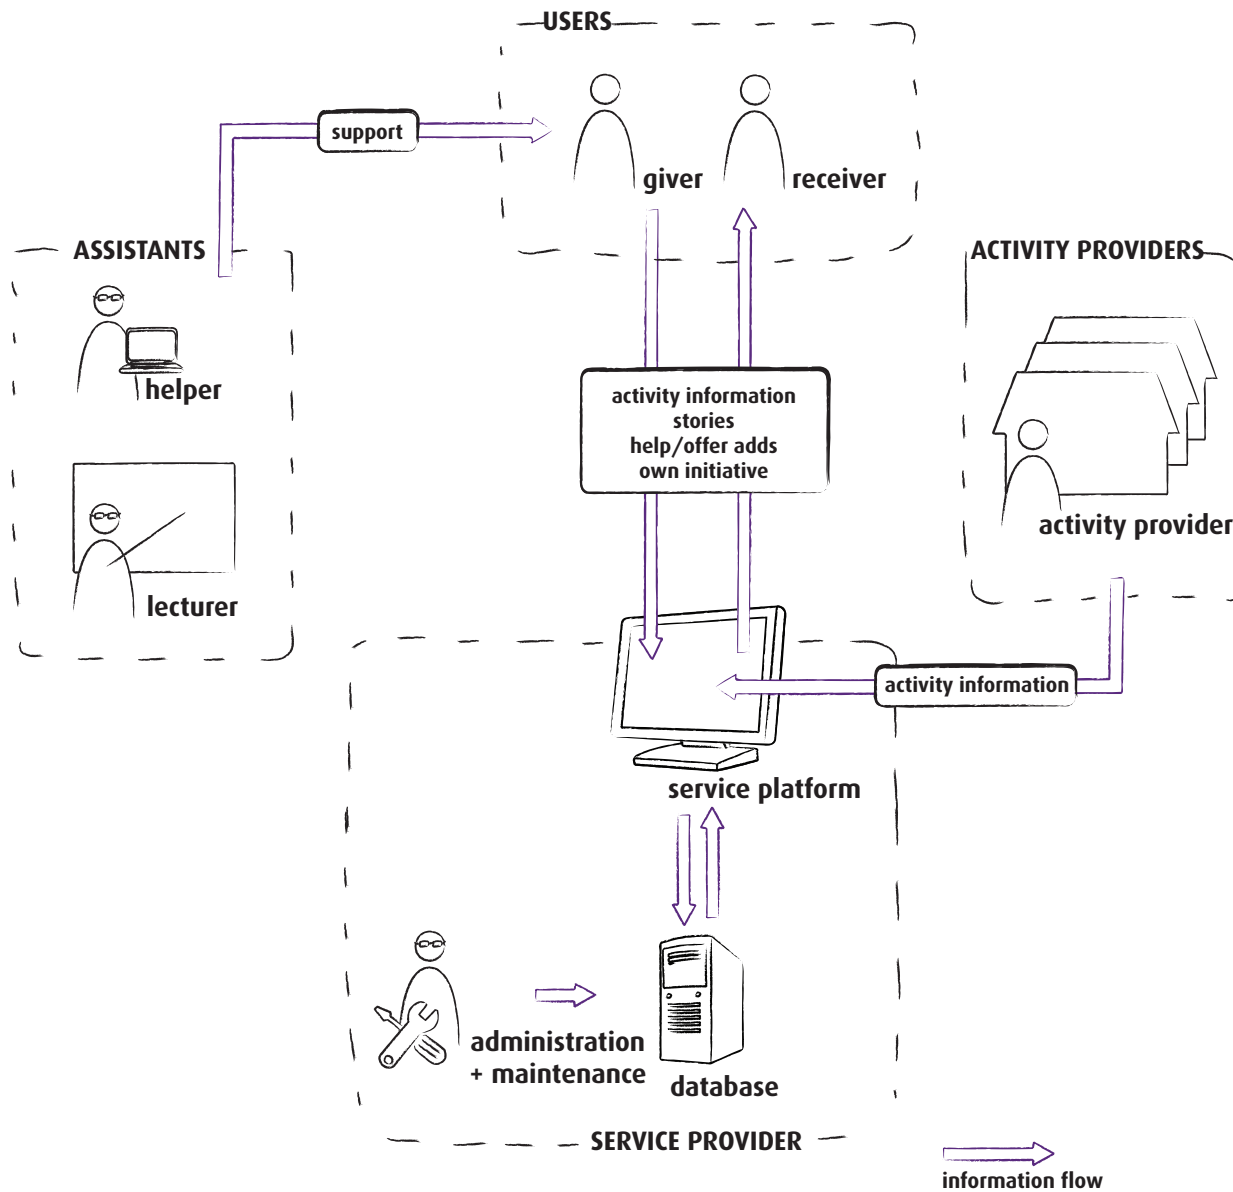 USERS
support
giver
receiver
ASSISTANTS
ACTIVITY PROVIDERS
helper
activity information
stories
help/offer adds
own initiative
activity provider
lecturer
activity information
service platform
administration
+ maintenance
database
SERVICE PROVIDER
information flow